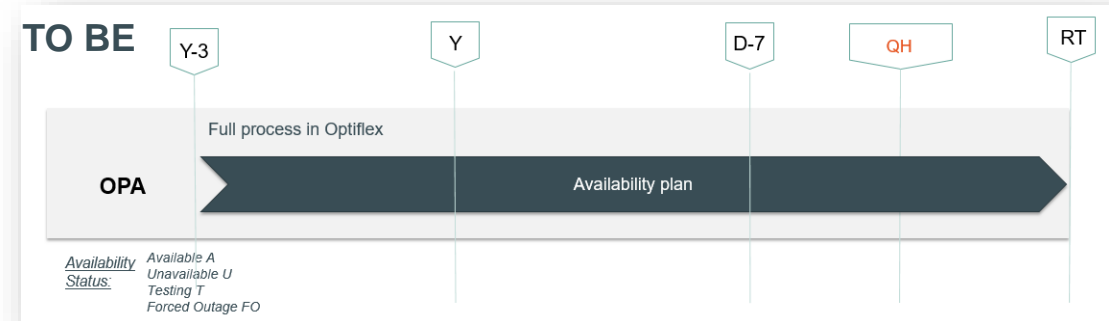 TO BE
Y-3
Y
D-7
QH
RT
Full process in Optiflex
OPA
Availability plan
Availability
Status:
Available A
Unavailable U
Testing T
Forced Outage FO